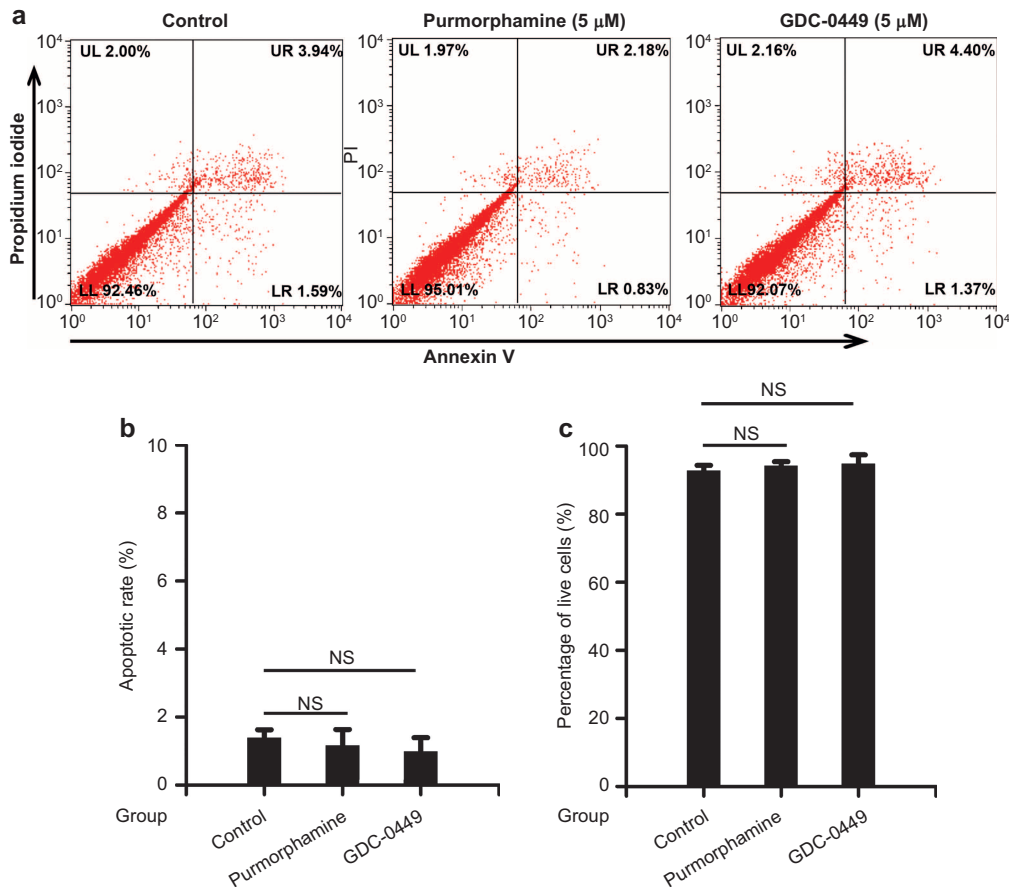 a
Control
Purmorphamine (5 μM)
GDC-0449 (5 μM)
Propidium iodide
10⁴
10³
10²
10¹
10⁰
UL 2.00%
UR 3.94%
LL 92.46%
LR 1.59%
10⁰ 10¹ 10² 10³ 10⁴
PI
10⁴
10³
10²
10¹
10⁰
UL 1.97%
UR 2.18%
LL 95.01%
LR 0.83%
10⁰ 10¹ 10² 10³ 10⁴
10⁴
10³
10²
10¹
10⁰
UL 2.16%
UR 4.40%
LL92.07%
LR 1.37%
10⁰ 10¹ 10² 10³ 10⁴
Annexin V
b
Apoptotic rate (%)
10
8
6
4
2
0
NS
NS
Group
Control
Purmorphamine
GDC-0449
c
Percentage of live cells (%)
100
80
60
40
20
0
NS
NS
Group
Control
Purmorphamine
GDC-0449